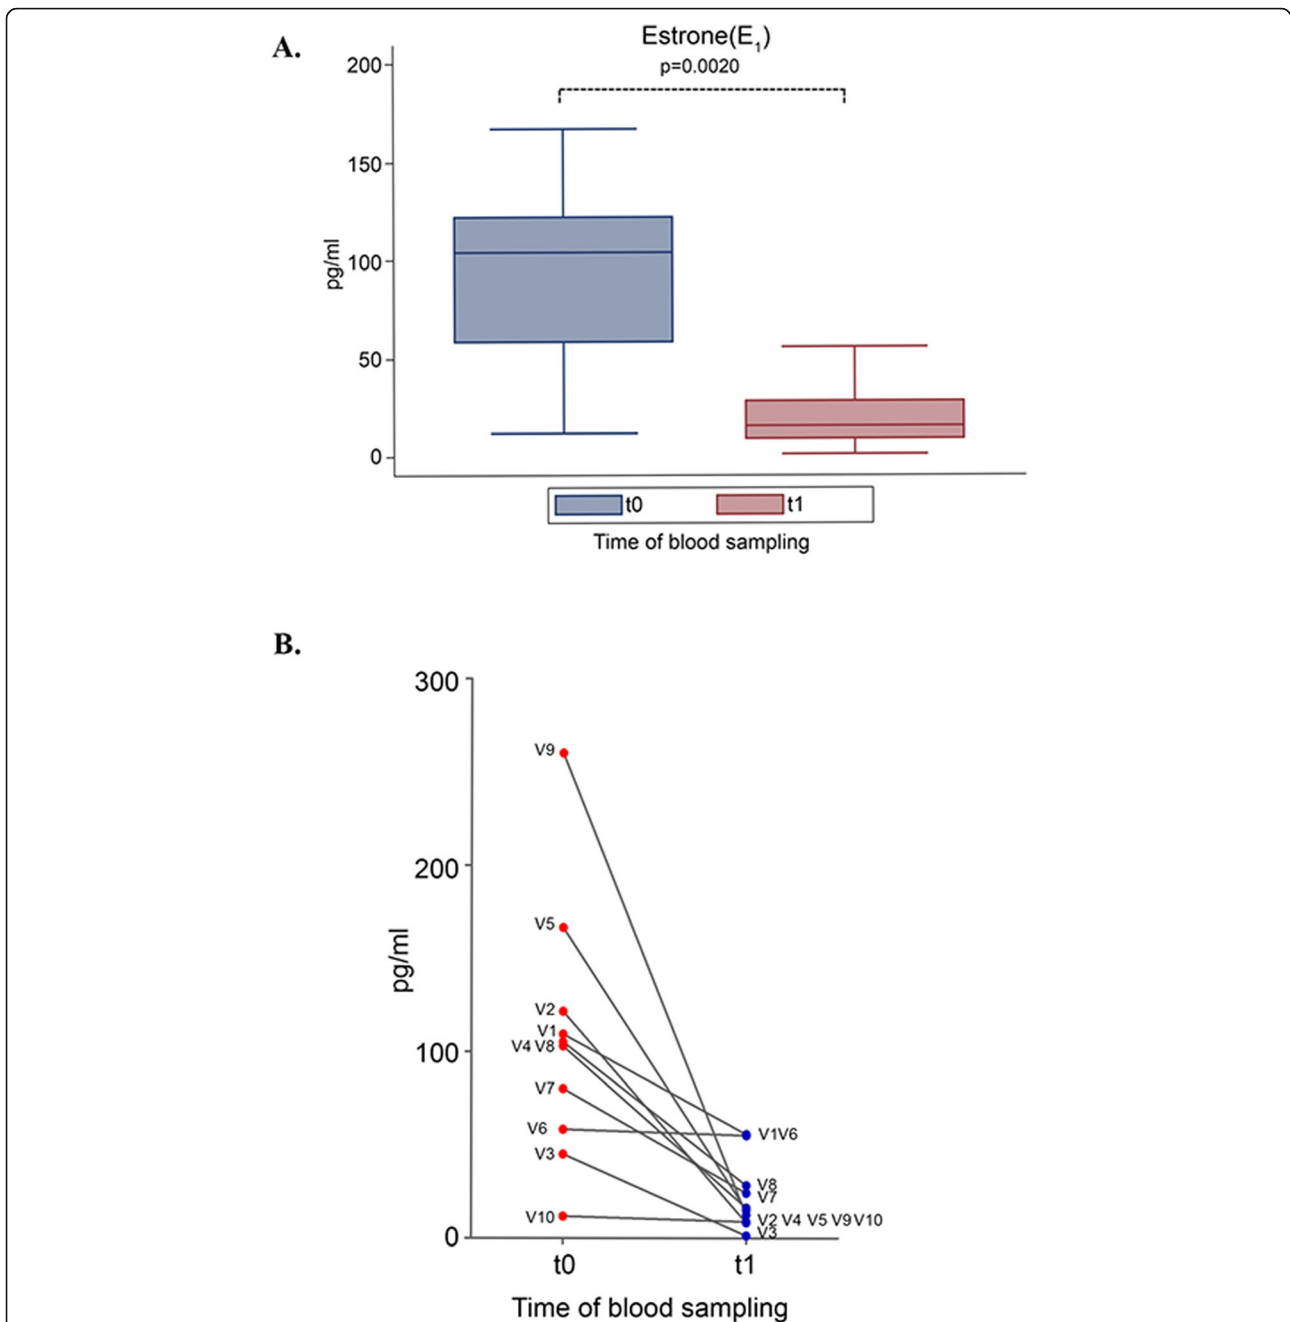 A.
Estrone(E1)
p=0.0020
200
150
100
50
0
pg/ml
t0 t1
Time of blood sampling
B.
300
200
100
0
pg/ml
V9
V5
V2
V1
V4 V8
V7
V6
V3
V10
V1V6
V8
V7
V2 V4 V5 V9 V10
V3
t0 t1
Time of blood sampling